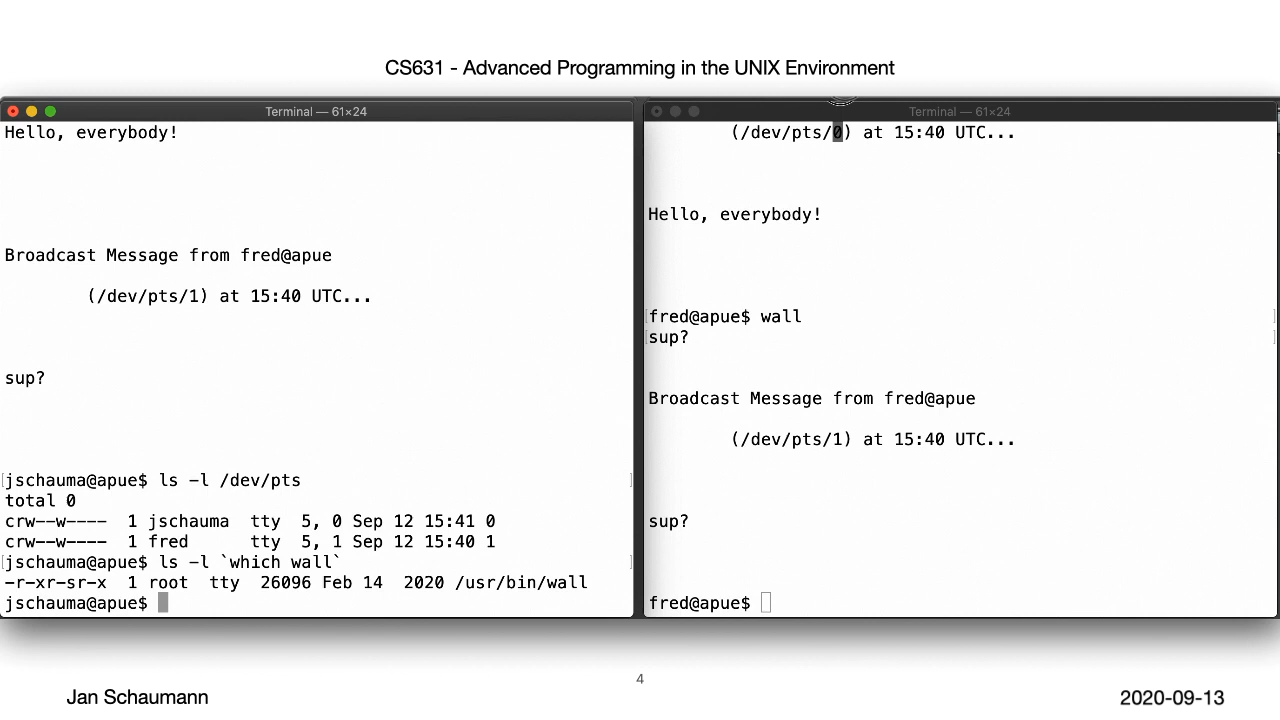 CS631 - Advanced Programming in the UNIX Environment
Terminal — 61×24
Hello, everybody!
Broadcast Message from fred@apue
(/dev/pts/1) at 15:40 UTC...
sup?
[jschauma@apue$ ls -l /dev/pts ]
total 0
crw--w---- 1 jschauma tty 5, 0 Sep 12 15:41 0
crw--w---- 1 fred tty 5, 1 Sep 12 15:40 1
[jschauma@apue$ ls -l `which wall` ]
-r-xr-sr-x 1 root tty 26096 Feb 14 2020 /usr/bin/wall
jschauma@apue$
Terminal — 61×24
(/dev/pts/0) at 15:40 UTC...
Hello, everybody!
[fred@apue$ wall ]
[sup? ]
Broadcast Message from fred@apue
(/dev/pts/1) at 15:40 UTC...
sup?
fred@apue$
4
Jan Schaumann
2020-09-13